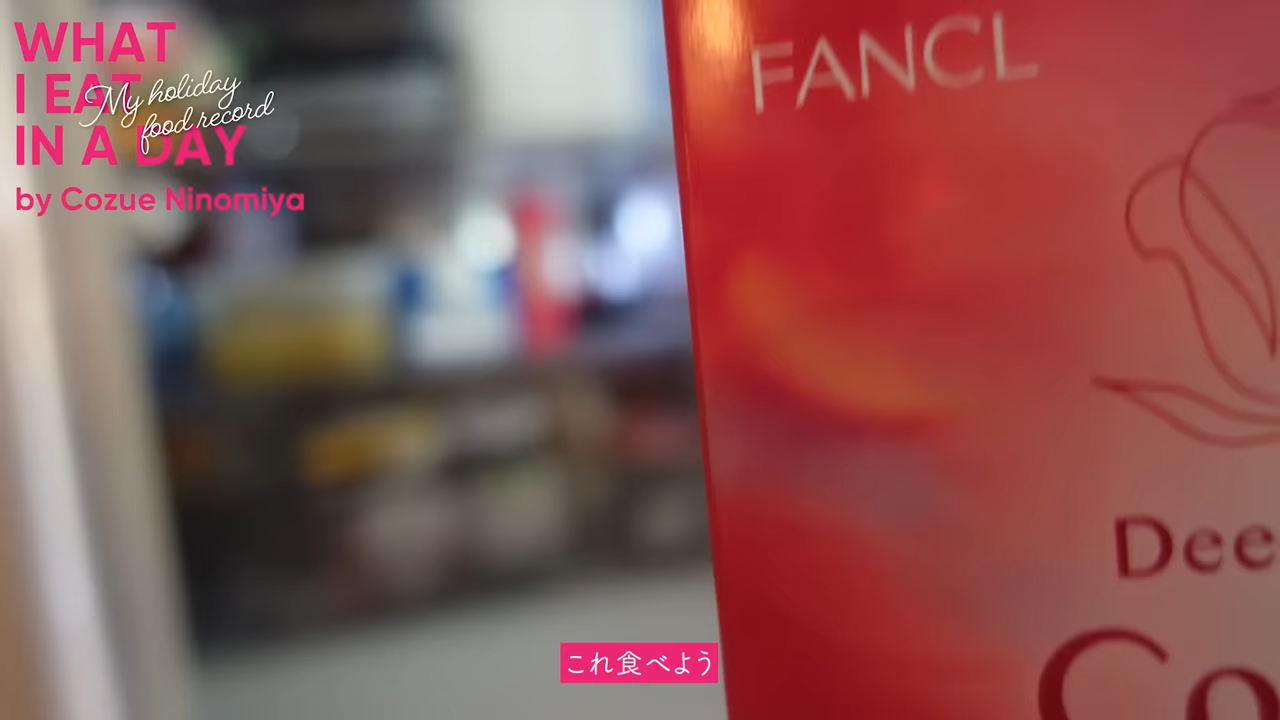 WHAT
I EAT
IN A DAY
My holiday
food record
by Cozue Ninomiya
FANCL
Dee
Co
これ食べよう